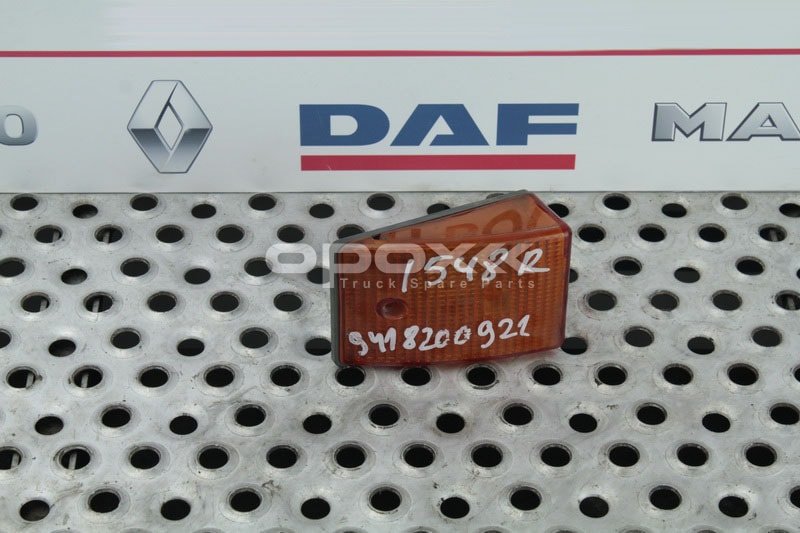 DAF
MA
opoxx
Truck Spare Parts
1548R
9418200921